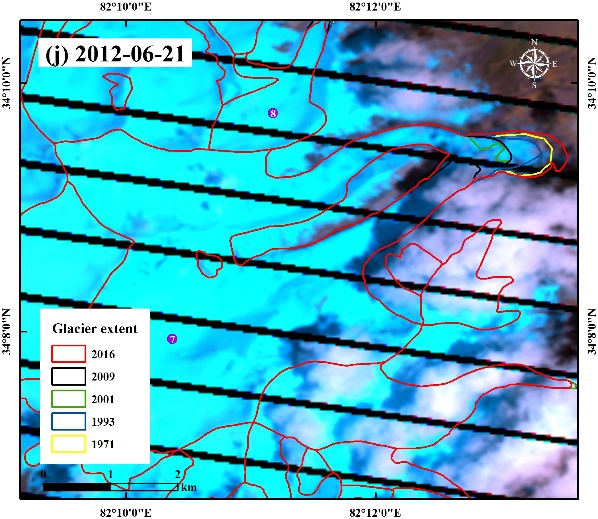 82°10'0"E 82°12'0"E
(j) 2012-06-21
N
W E
S
34°10'0"N 34°10'0"N
8
34°8'0"N 34°8'0"N
7
Glacier extent
2016
2009
2001
1993
1971
0 1 2
km
82°10'0"E 82°12'0"E